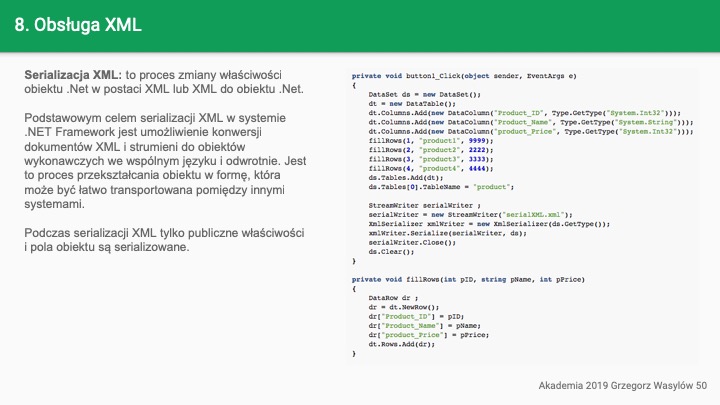 8. Obsługa XML
Serializacja XML: to proces zmiany właściwości
obiektu .Net w postaci XML lub XML do obiektu .Net.
Podstawowym celem serializacji XML w systemie
.NET Framework jest umożliwienie konwersji
dokumentów XML i strumieni do obiektów
wykonawczych we wspólnym języku i odwrotnie. Jest
to proces przekształcania obiektu w formę, która
może być łatwo transportowana pomiędzy innymi
systemami.
Podczas serializacji XML tylko publiczne właściwości
i pola obiektu są serializowane.
private void button1_Click(object sender, EventArgs e)
{
DataSet ds = new DataSet();
dt = new DataTable();
dt.Columns.Add(new DataColumn("Product_ID", Type.GetType("System.Int32")));
dt.Columns.Add(new DataColumn("Product_Name", Type.GetType("System.String")));
dt.Columns.Add(new DataColumn("product_Price", Type.GetType("System.Int32")));
fillRows(1, "product1", 9999);
fillRows(2, "product2", 2222);
fillRows(3, "product3", 3333);
fillRows(4, "product4", 4444);
ds.Tables.Add(dt);
ds.Tables[0].TableName = "product";
StreamWriter serialWriter ;
serialWriter = new StreamWriter("serialXML.xml");
XmlSerializer xmlWriter = new XmlSerializer(ds.GetType());
xmlWriter.Serialize(serialWriter, ds);
serialWriter.Close();
ds.Clear();
}
private void fillRows(int pID, string pName, int pPrice)
{
DataRow dr ;
dr = dt.NewRow();
dr["Product_ID"] = pID;
dr["Product_Name"] = pName;
dr["product_Price"] = pPrice;
dt.Rows.Add(dr);
}
Akademia 2019 Grzegorz Wasylów 50